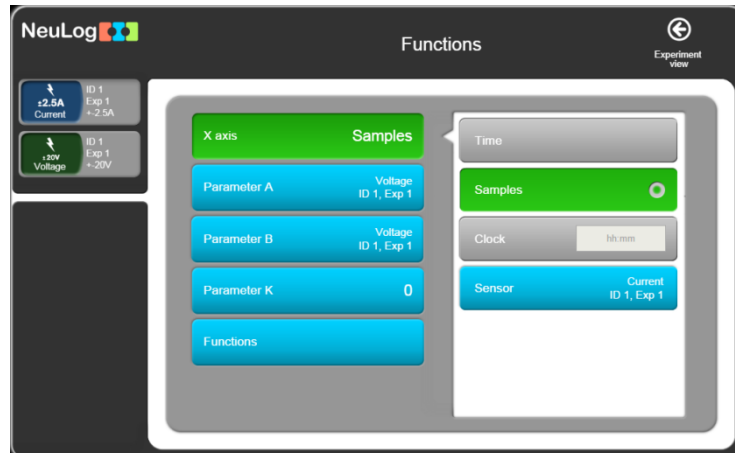 NeuLog
Functions
Experiment
view
±2.5A
Current
ID 1
Exp 1
+-2.5A
±20V
Voltage
ID 1
Exp 1
+-20V
X axis Samples
Parameter A Voltage
ID 1, Exp 1
Parameter B Voltage
ID 1, Exp 1
Parameter K 0
Functions
Time
Samples
Clock hh:mm
Sensor Current
ID 1, Exp 1